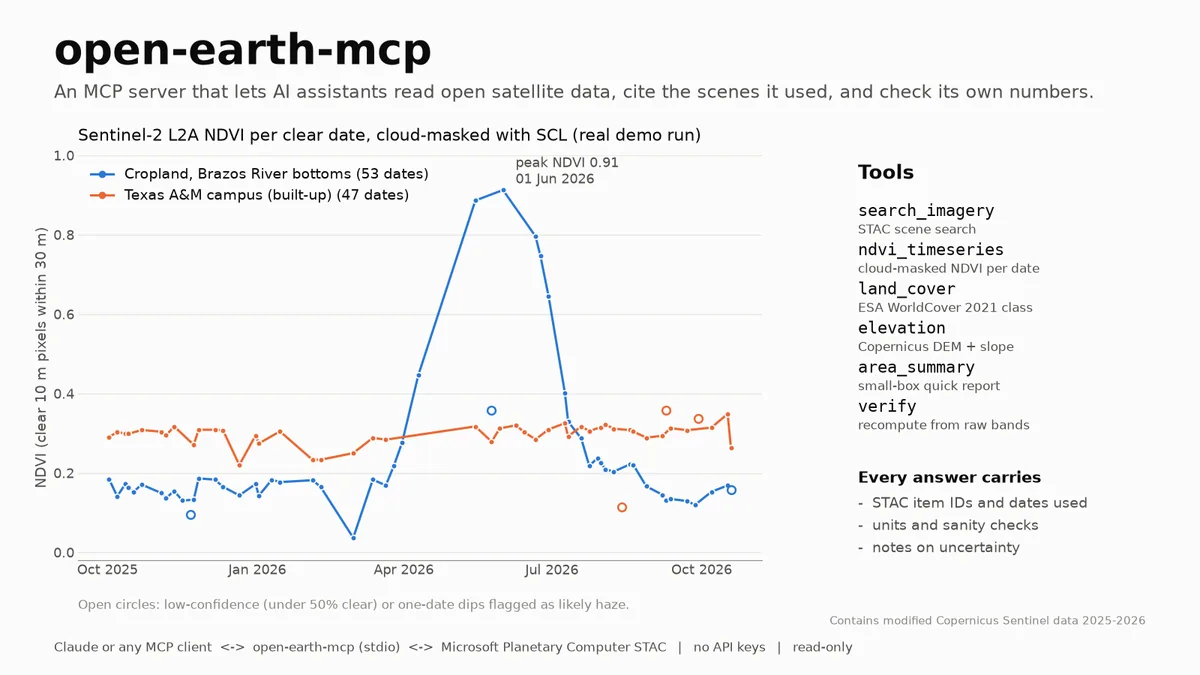 open-earth-mcp
An MCP server that lets AI assistants read open satellite data, cite the scenes it used, and check its own numbers.
Sentinel-2 L2A NDVI per clear date, cloud-masked with SCL (real demo run)
NDVI (clear 10 m pixels within 30 m)
1.0
0.8
0.6
0.4
0.2
0.0
Cropland, Brazos River bottoms (53 dates)
Texas A&M campus (built-up) (47 dates)
peak NDVI 0.91
01 Jun 2026
Oct 2025
Jan 2026
Apr 2026
Jul 2026
Oct 2026
Open circles: low-confidence (under 50% clear) or one-date dips flagged as likely haze.
Tools
search_imagery
STAC scene search
ndvi_timeseries
cloud-masked NDVI per date
land_cover
ESA WorldCover 2021 class
elevation
Copernicus DEM + slope
area_summary
small-box quick report
verify
recompute from raw bands
Every answer carries
- STAC item IDs and dates used
- units and sanity checks
- notes on uncertainty
Contains modified Copernicus Sentinel data 2025-2026
Claude or any MCP client <-> open-earth-mcp (stdio) <-> Microsoft Planetary Computer STAC | no API keys | read-only